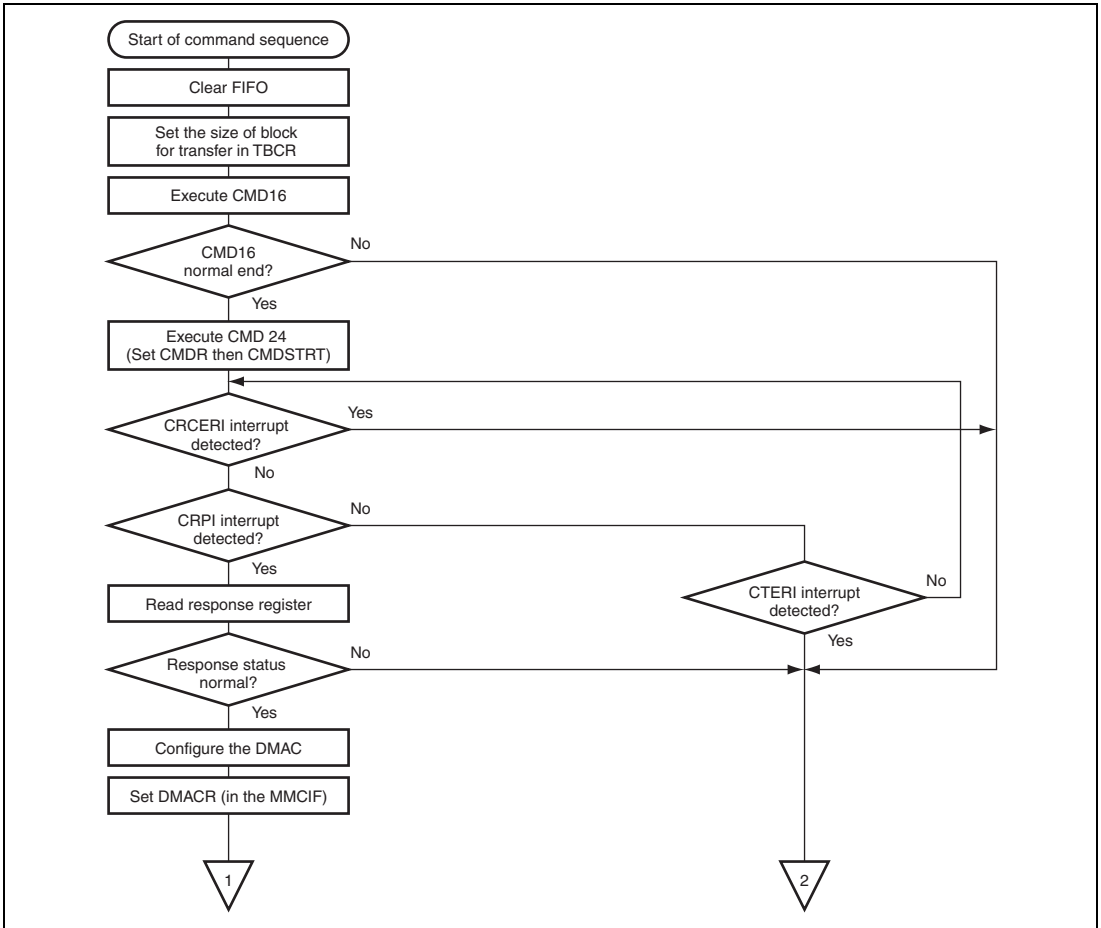 Start of command sequence
Clear FIFO
Set the size of block
for transfer in TBCR
Execute CMD16
CMD16
normal end?
No
Yes
Execute CMD 24
(Set CMDR then CMDSTRT)
CRCERI interrupt
detected?
Yes
No
CRPI interrupt
detected?
No
Yes
CTERI interrupt
detected?
No
Yes
Read response register
Response status
normal?
No
Yes
Configure the DMAC
Set DMACR (in the MMCIF)
1
2